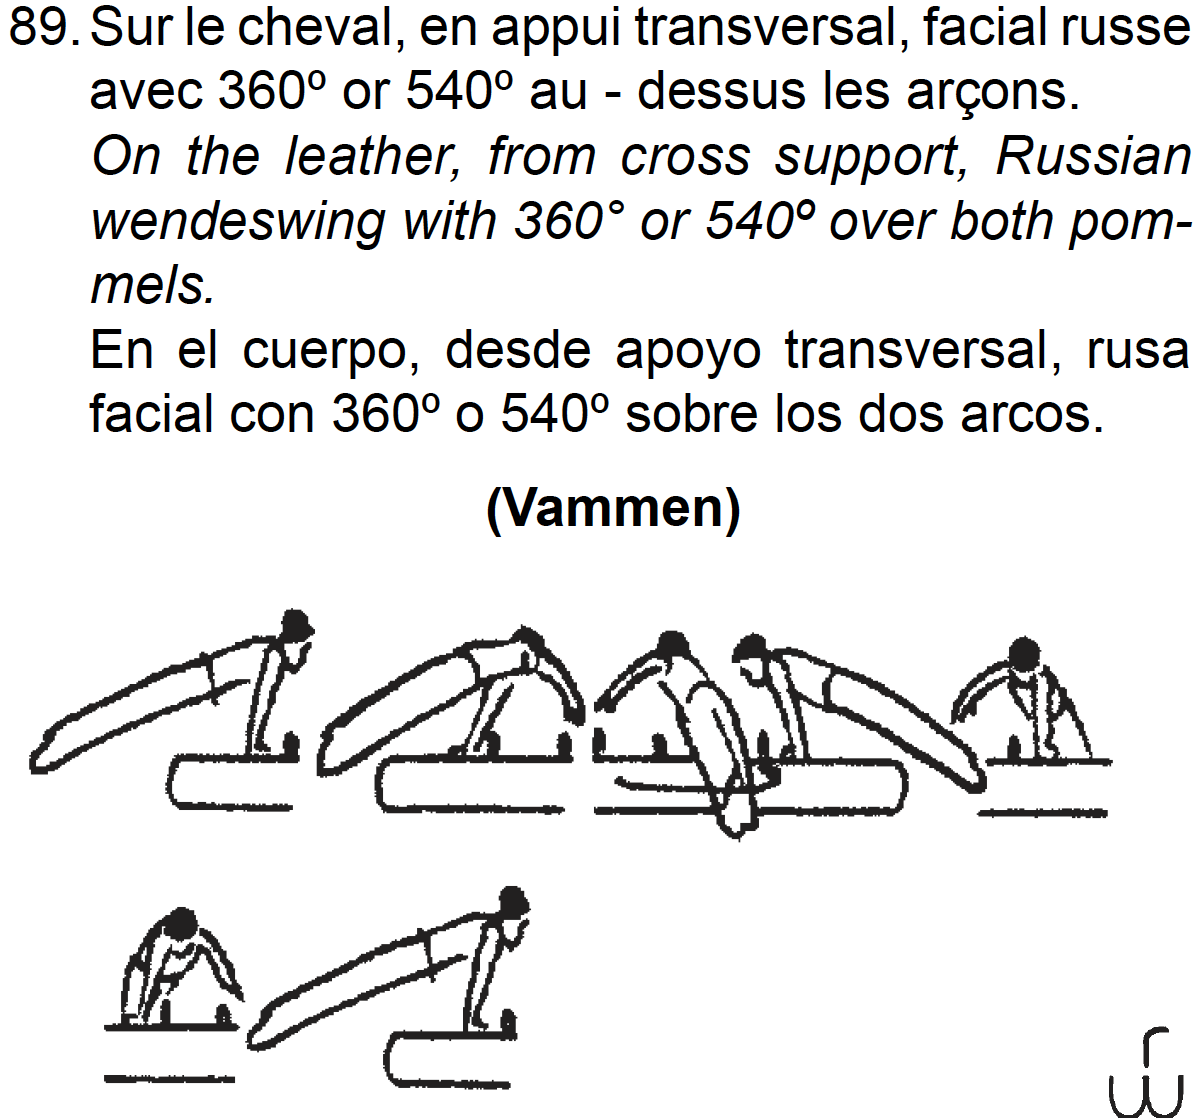 89. Sur le cheval, en appui transversal, facial russe
avec 360º or 540º au - dessus les arçons.
On the leather, from cross support, Russian
wendeswing with 360° or 540º over both pom-
mels.
En el cuerpo, desde apoyo transversal, rusa
facial con 360º o 540º sobre los dos arcos.
(Vammen)